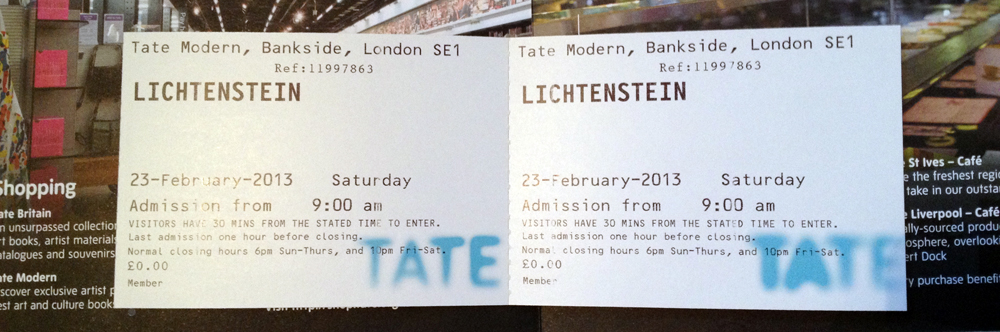 Tate Modern, Bankside, London SE1
Ref:11997863
LICHTENSTEIN
23-February-2013 Saturday
Admission from 9:00 am
VISITORS HAVE 30 MINS FROM THE STATED TIME TO ENTER.
Last admission one hour before closing.
Normal closing hours 6pm Sun-Thurs, and 10pm Fri-Sat.
£0.00
Member
TATE
Tate Modern, Bankside, London SE1
Ref:11997863
LICHTENSTEIN
23-February-2013 Saturday
Admission from 9:00 am
VISITORS HAVE 30 MINS FROM THE STATED TIME TO ENTER.
Last admission one hour before closing.
Normal closing hours 6pm Sun-Thurs, and 10pm Fri-Sat.
£0.00
Member
TATE
Shopping
ate Britain
n unsurpassed collection
rt books, artist materials
atalogues and souvenirs
ate Modern
scover exclusive artist p
est art and culture book
St Ives – Café
e the freshest regio
take in our outsta
Liverpool – Café
ally-sourced produ
osphere, overlook
ert Dock
ry purchase benefit